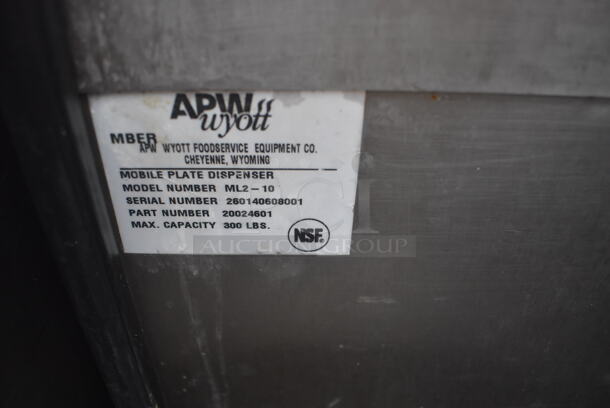 APW
wyott
MBER
APW WYOTT FOODSERVICE EQUIPMENT CO.
CHEYENNE, WYOMING
MOBILE PLATE DISPENSER
MODEL NUMBER ML2-10
SERIAL NUMBER 260140608001
PART NUMBER 20024601
MAX. CAPACITY 300 LBS.
NSF
AUCTION GROUP